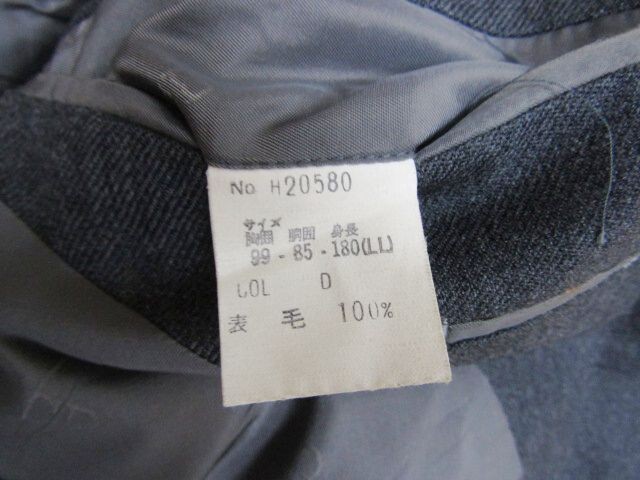 No H20580
サイズ
胸囲 胴囲 身長
99-85-180(LL)
COL D
表 毛 100%